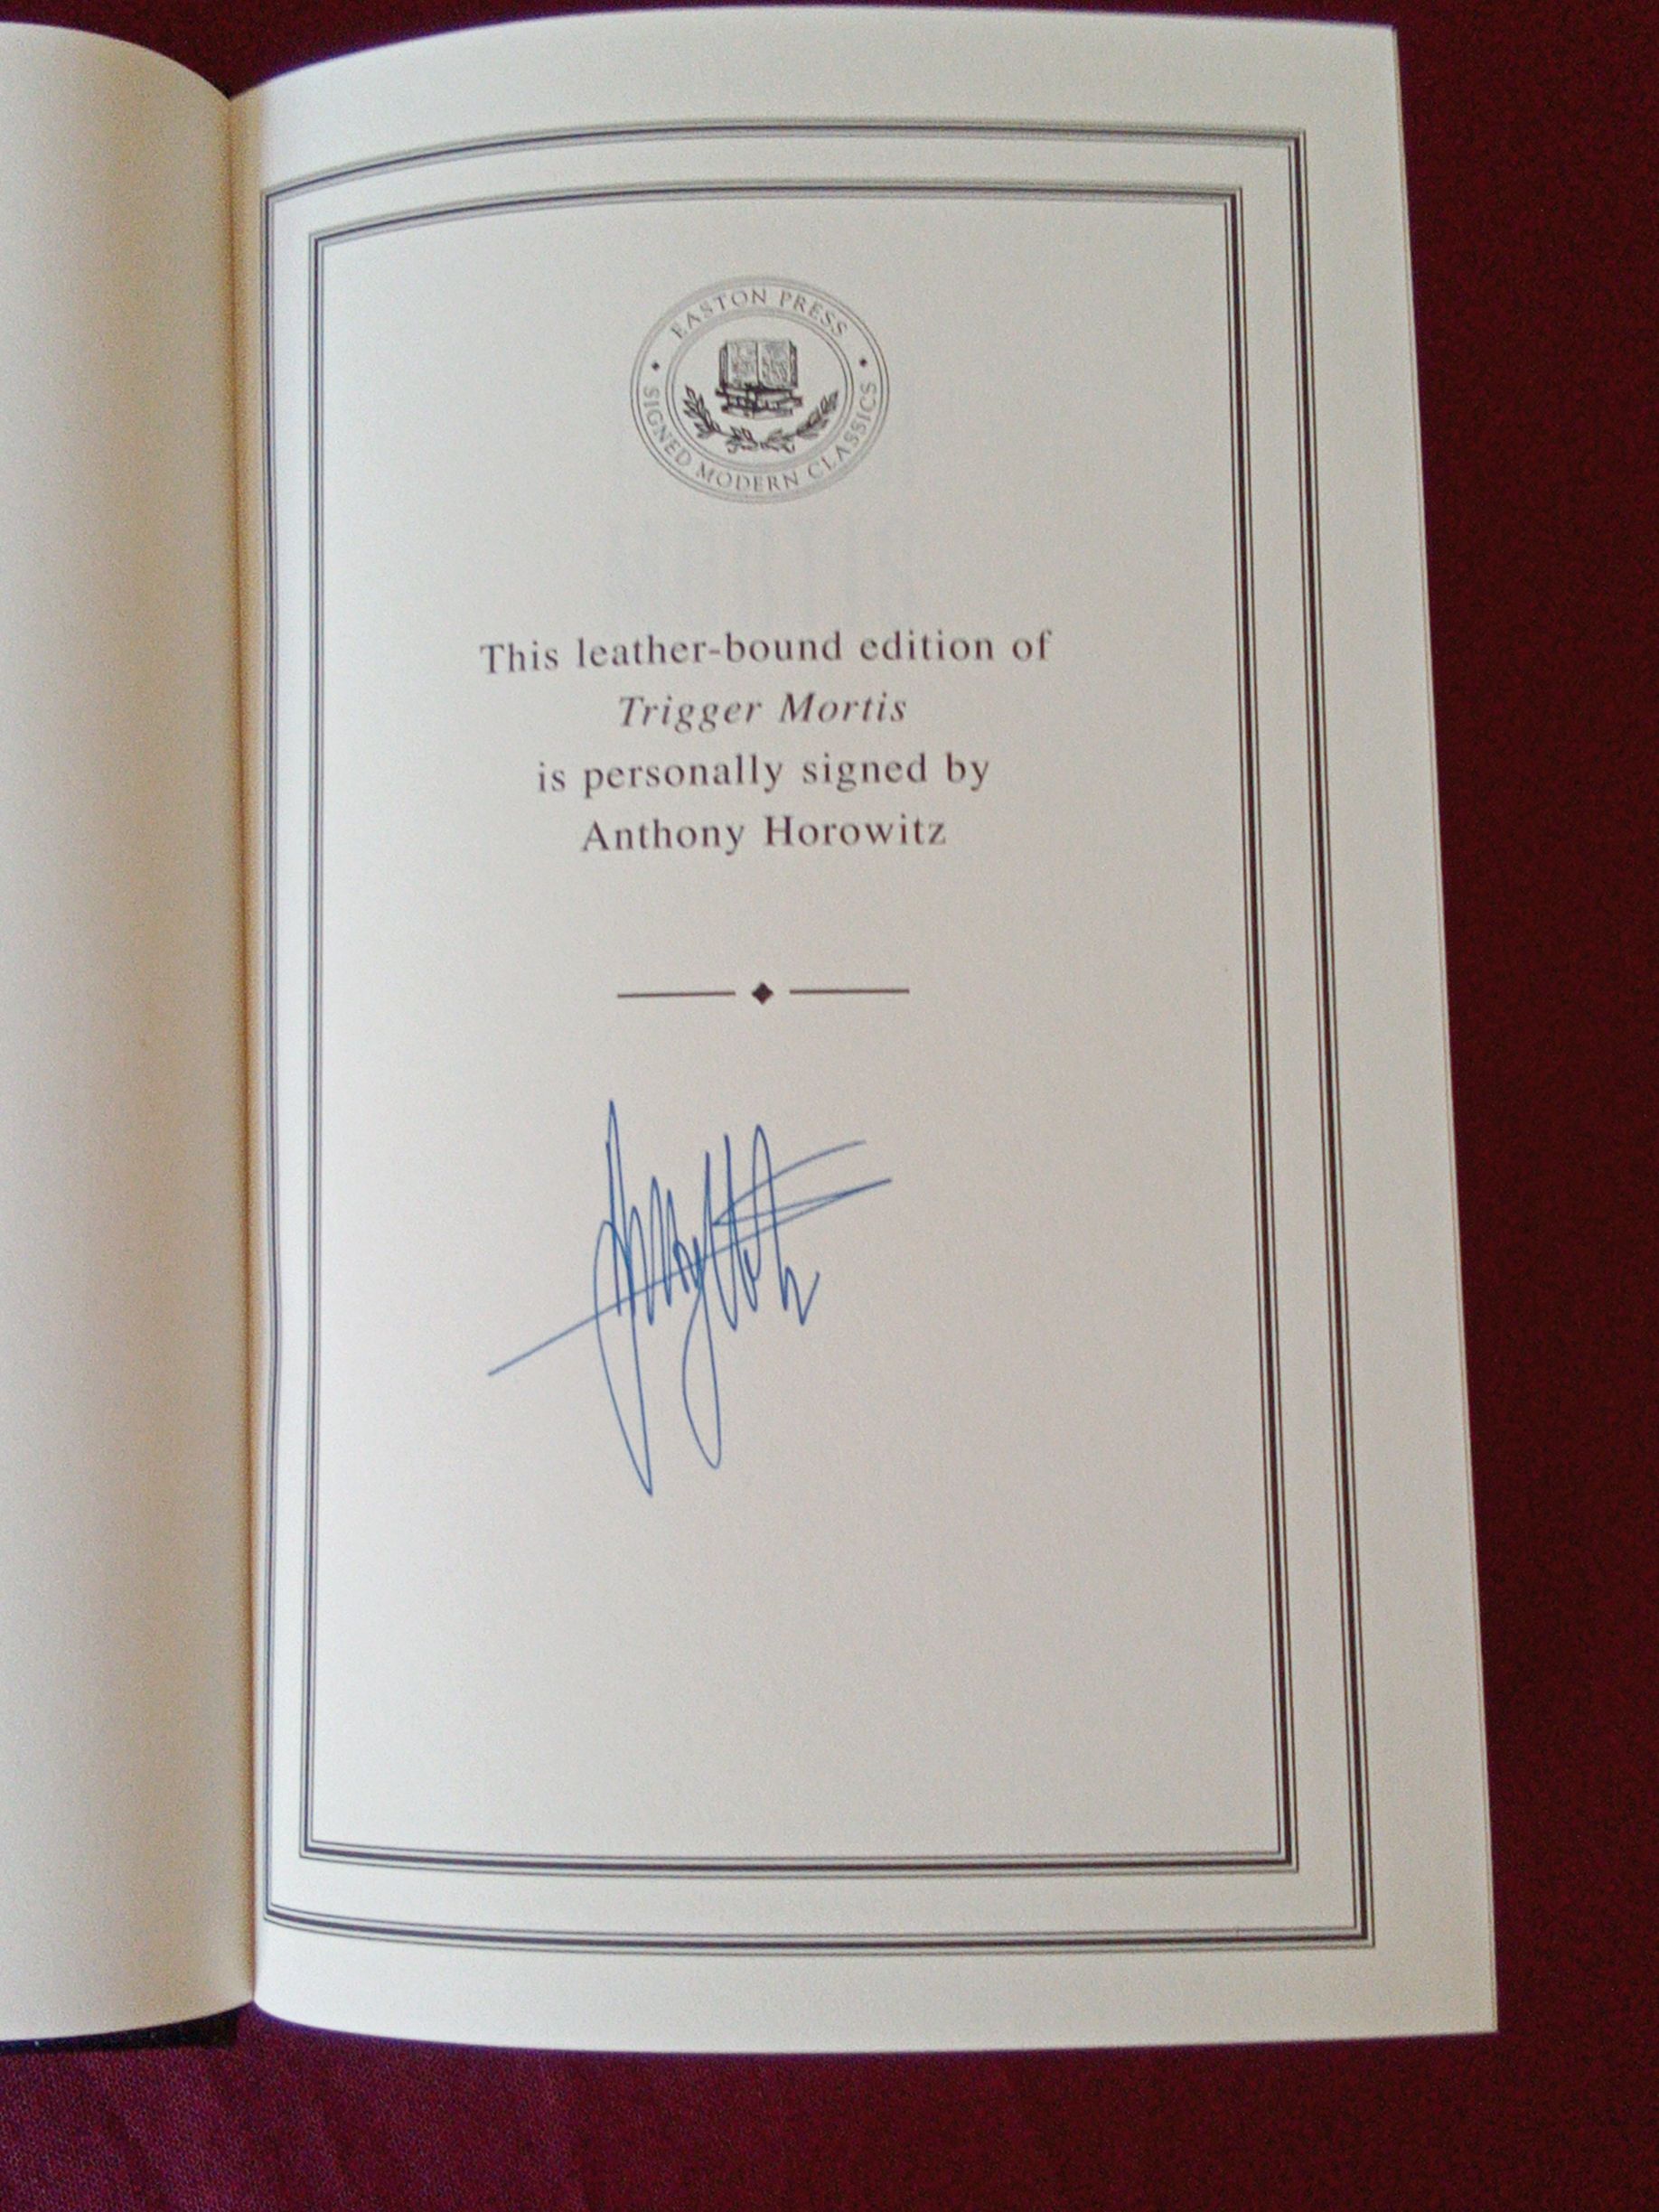 EASTON PRESS
SIGNED MODERN CLASSICS
This leather-bound edition of
Trigger Mortis
is personally signed by
Anthony Horowitz